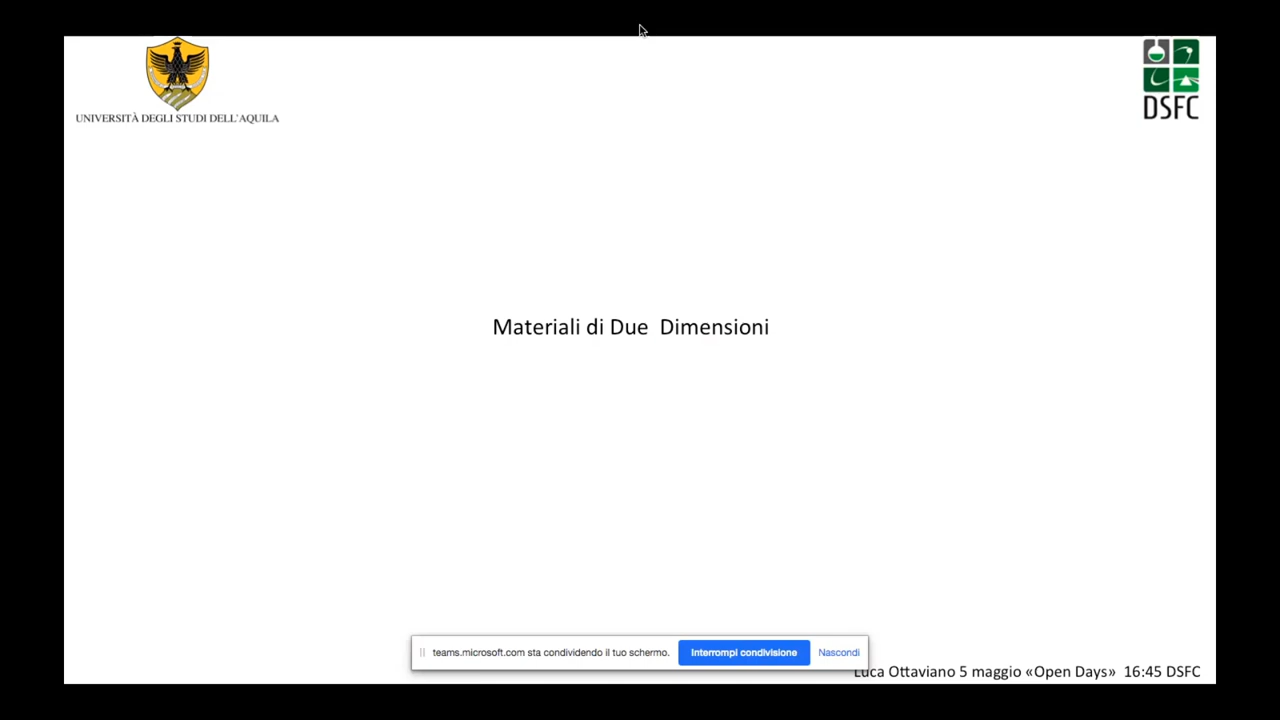 UNIVERSITÀ DEGLI STUDI DELL'AQUILA
DSFC
Materiali di Due  Dimensioni
teams.microsoft.com sta condividendo il tuo schermo.
Interrompi condivisione
Nascondi
Luca Ottaviano 5 maggio «Open Days»  16:45 DSFC